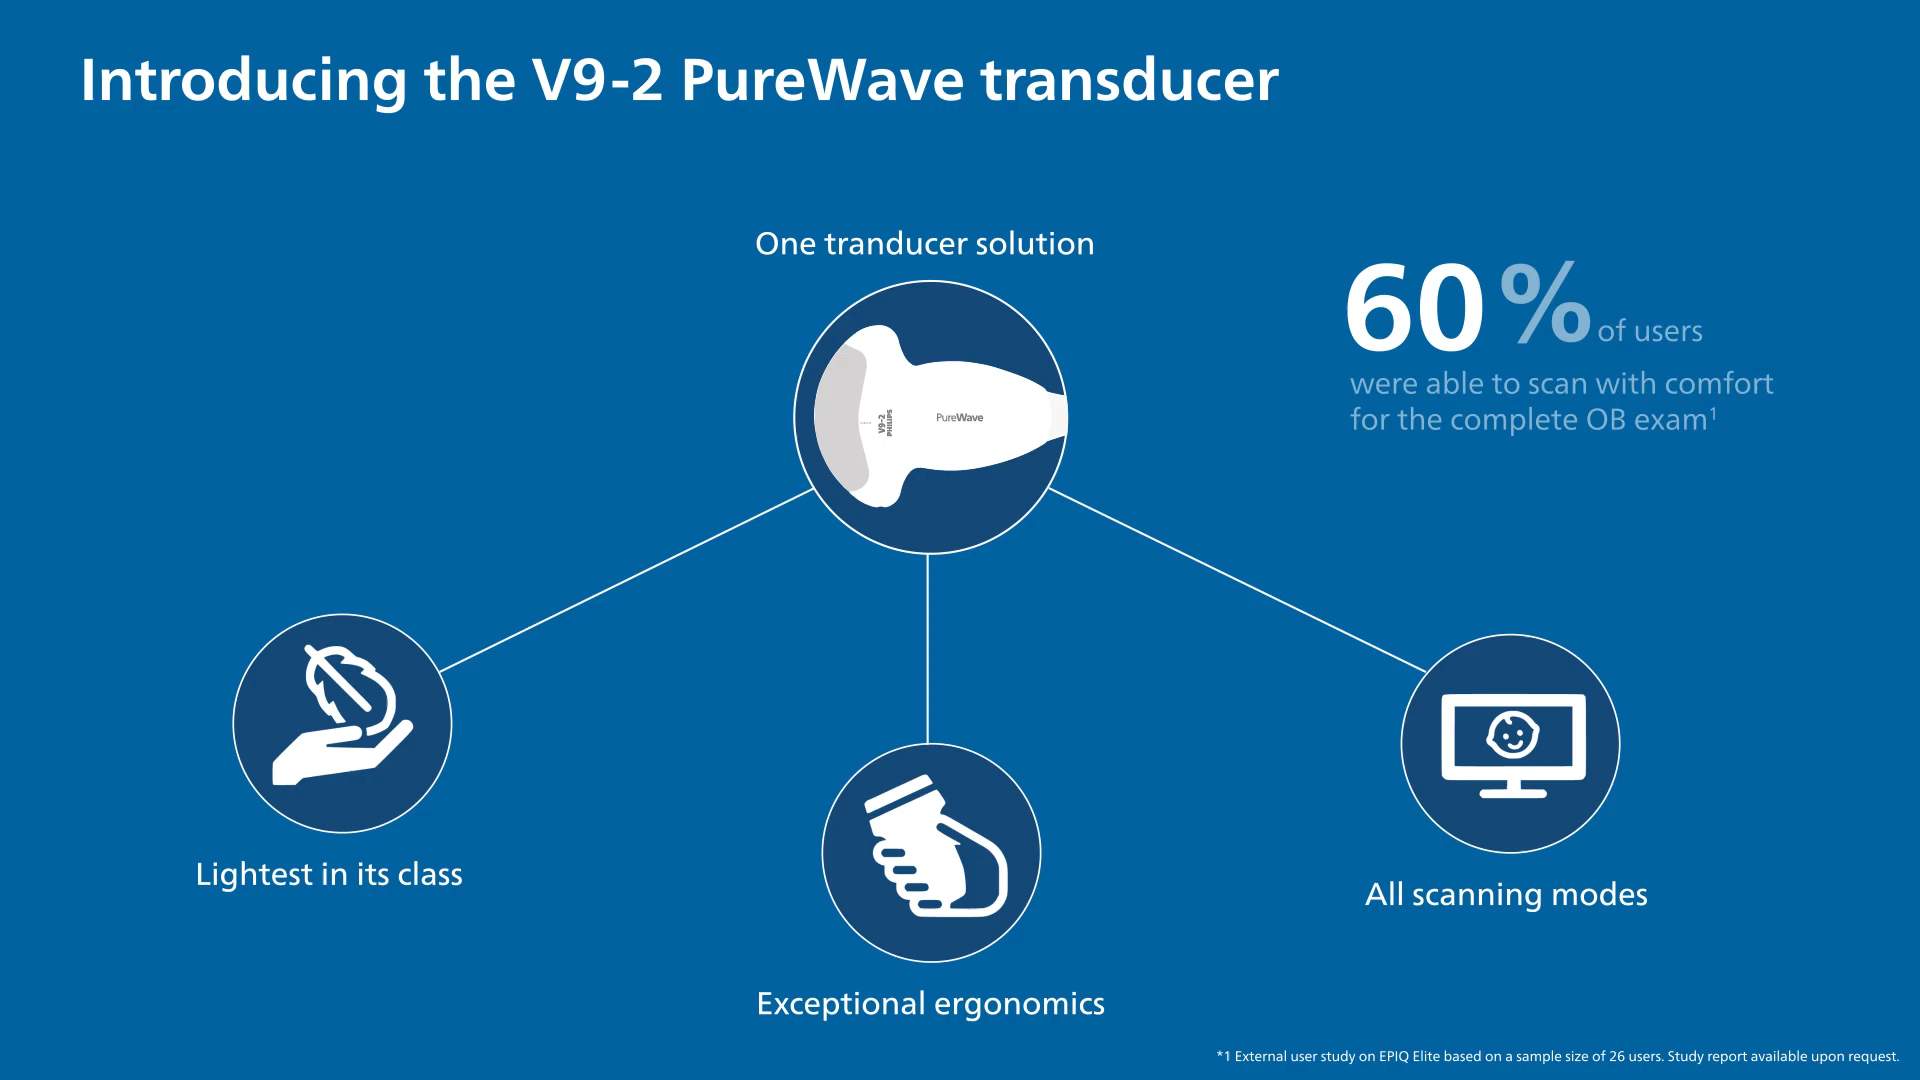 Introducing the V9-2 PureWave transducer
One tranducer solution
60% of users
were able to scan with comfort
for the complete OB exam¹
V9-2
PHILIPS
PureWave
Lightest in its class
Exceptional ergonomics
All scanning modes
*1 External user study on EPIQ Elite based on a sample size of 26 users. Study report available upon request.